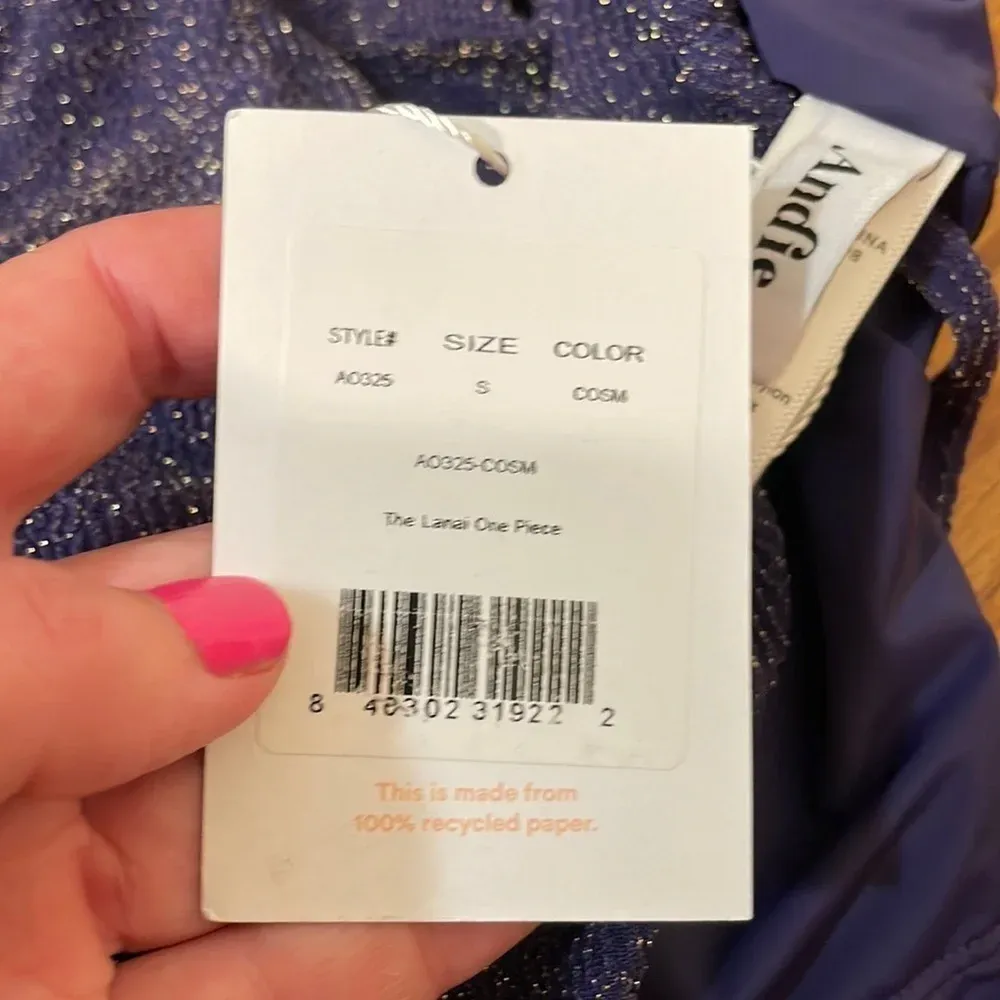 STYLE# SIZE COLOR
AO325 S COSM
AO325-COSM
The Lanai One Piece
8 40302 31922 2
This is made from
100% recycled paper.
Andie